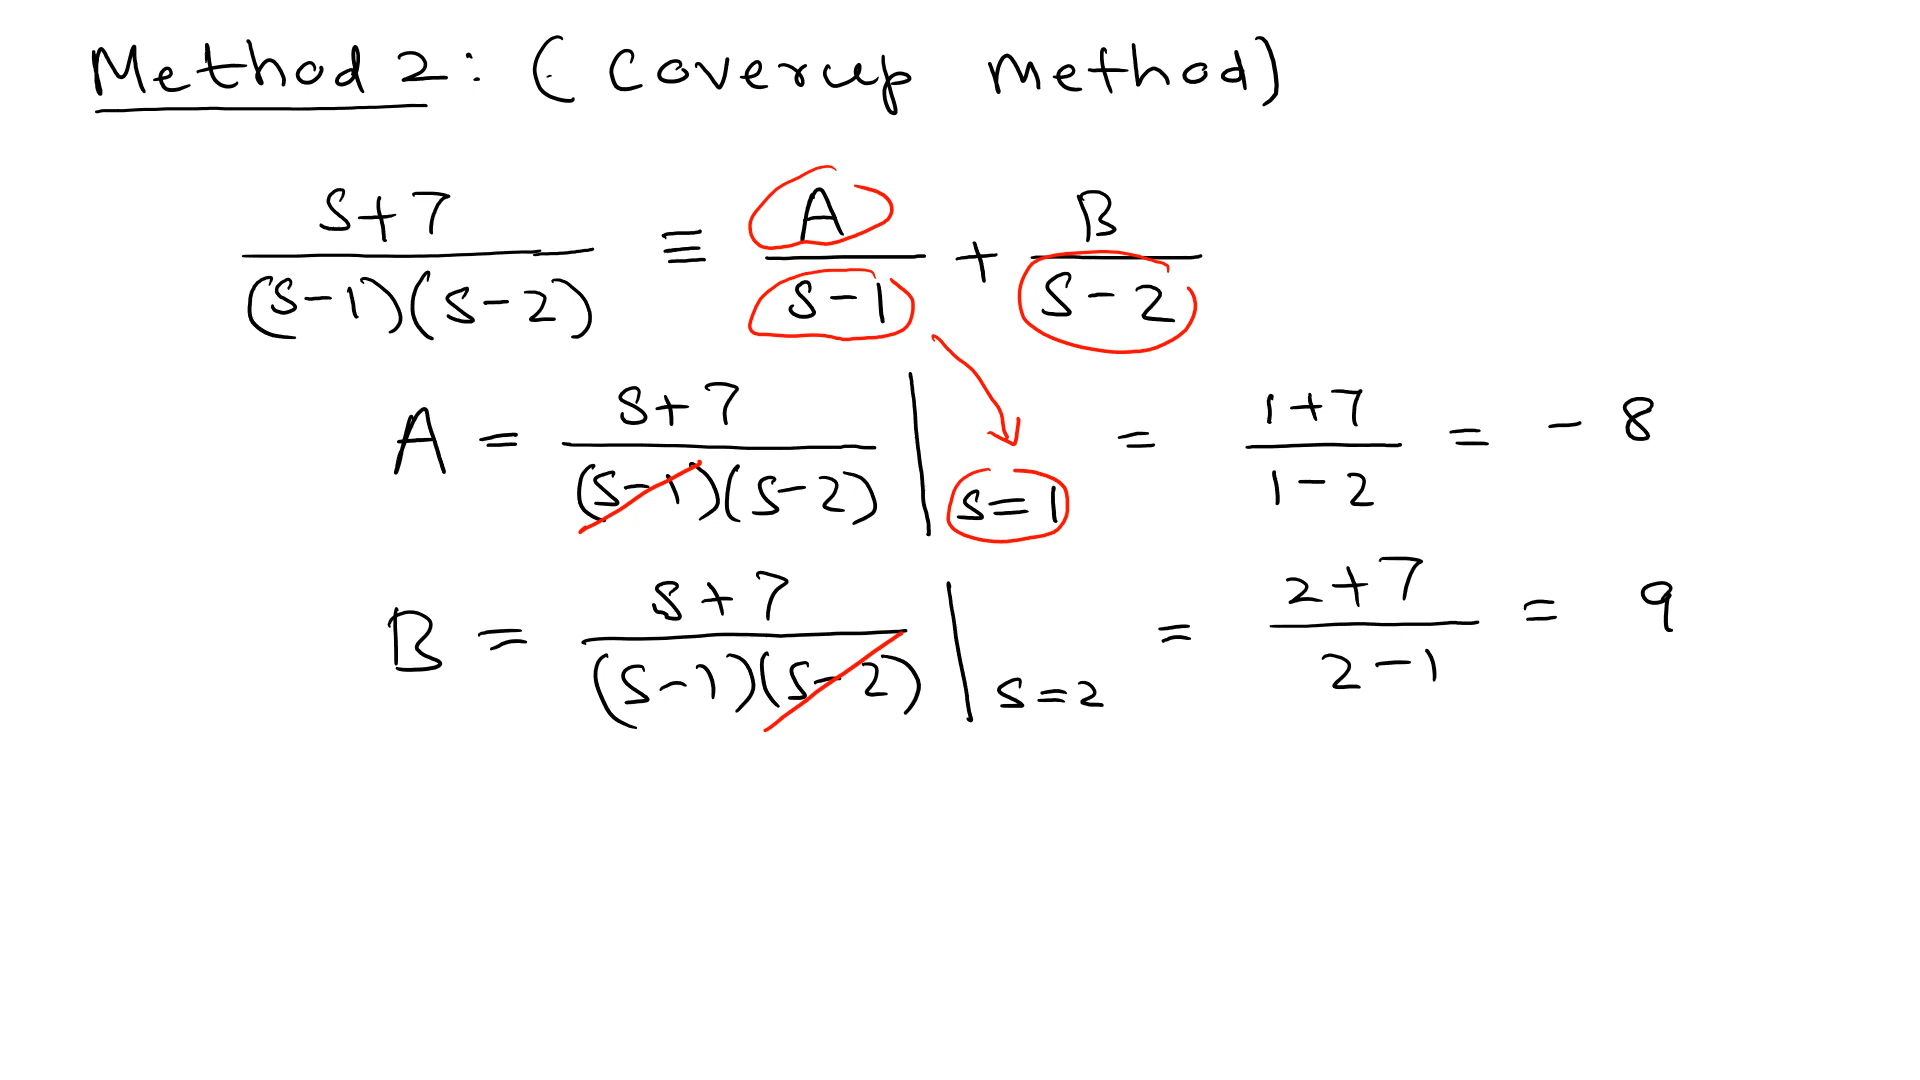 Method 2: (Coverup method)
(s+7)/((s-1)(s-2)) ≡ A/(s-1) + B/(s-2)
A = (s+7)/((s-1)(s-2)) | s=1 = (1+7)/(1-2) = -8
B = (s+7)/((s-1)(s-2)) | s=2 = (2+7)/(2-1) = 9